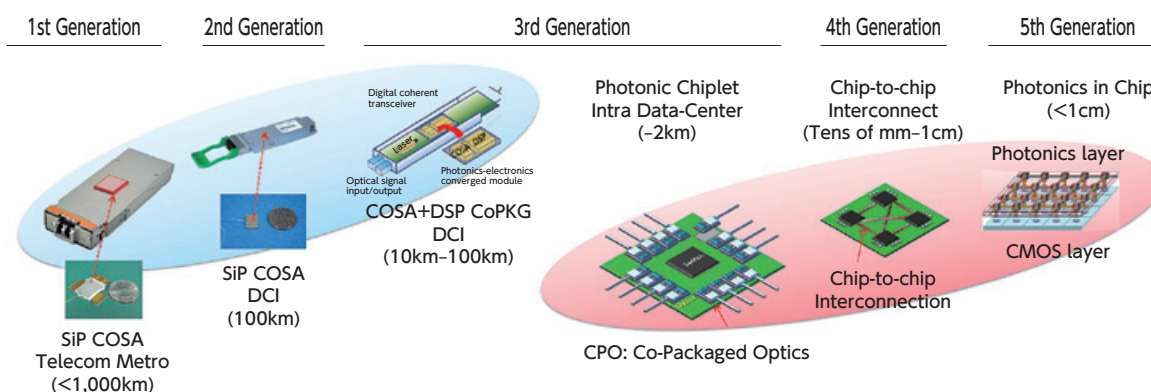 1st Generation
2nd Generation
3rd Generation
4th Generation
5th Generation
SiP COSA
Telecom Metro
(<1,000km)
SiP COSA
DCI
(100km)
Digital coherent
transceiver
Laser
COSA DSP
Optical signal
input/output
Photonics-electronics
converged module
COSA+DSP CoPKG
DCI
(10km–100km)
Photonic Chiplet
Intra Data-Center
(–2km)
Switch
CPO: Co-Packaged Optics
Chip-to-chip
Interconnect
(Tens of mm–1cm)
Chip-to-chip
Interconnection
Photonics in Chip
(<1cm)
Photonics layer
CMOS layer